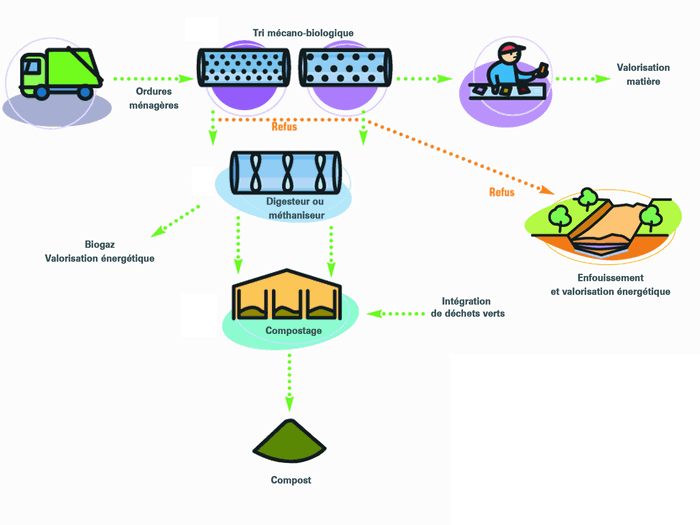 Tri mécano-biologique
Ordures
ménagères
Valorisation
matière
Refus
Refus
Digesteur ou
méthaniseur
Biogaz
Valorisation énergétique
Enfouissement
et valorisation énergétique
Intégration
de déchets verts
Compostage
Compost